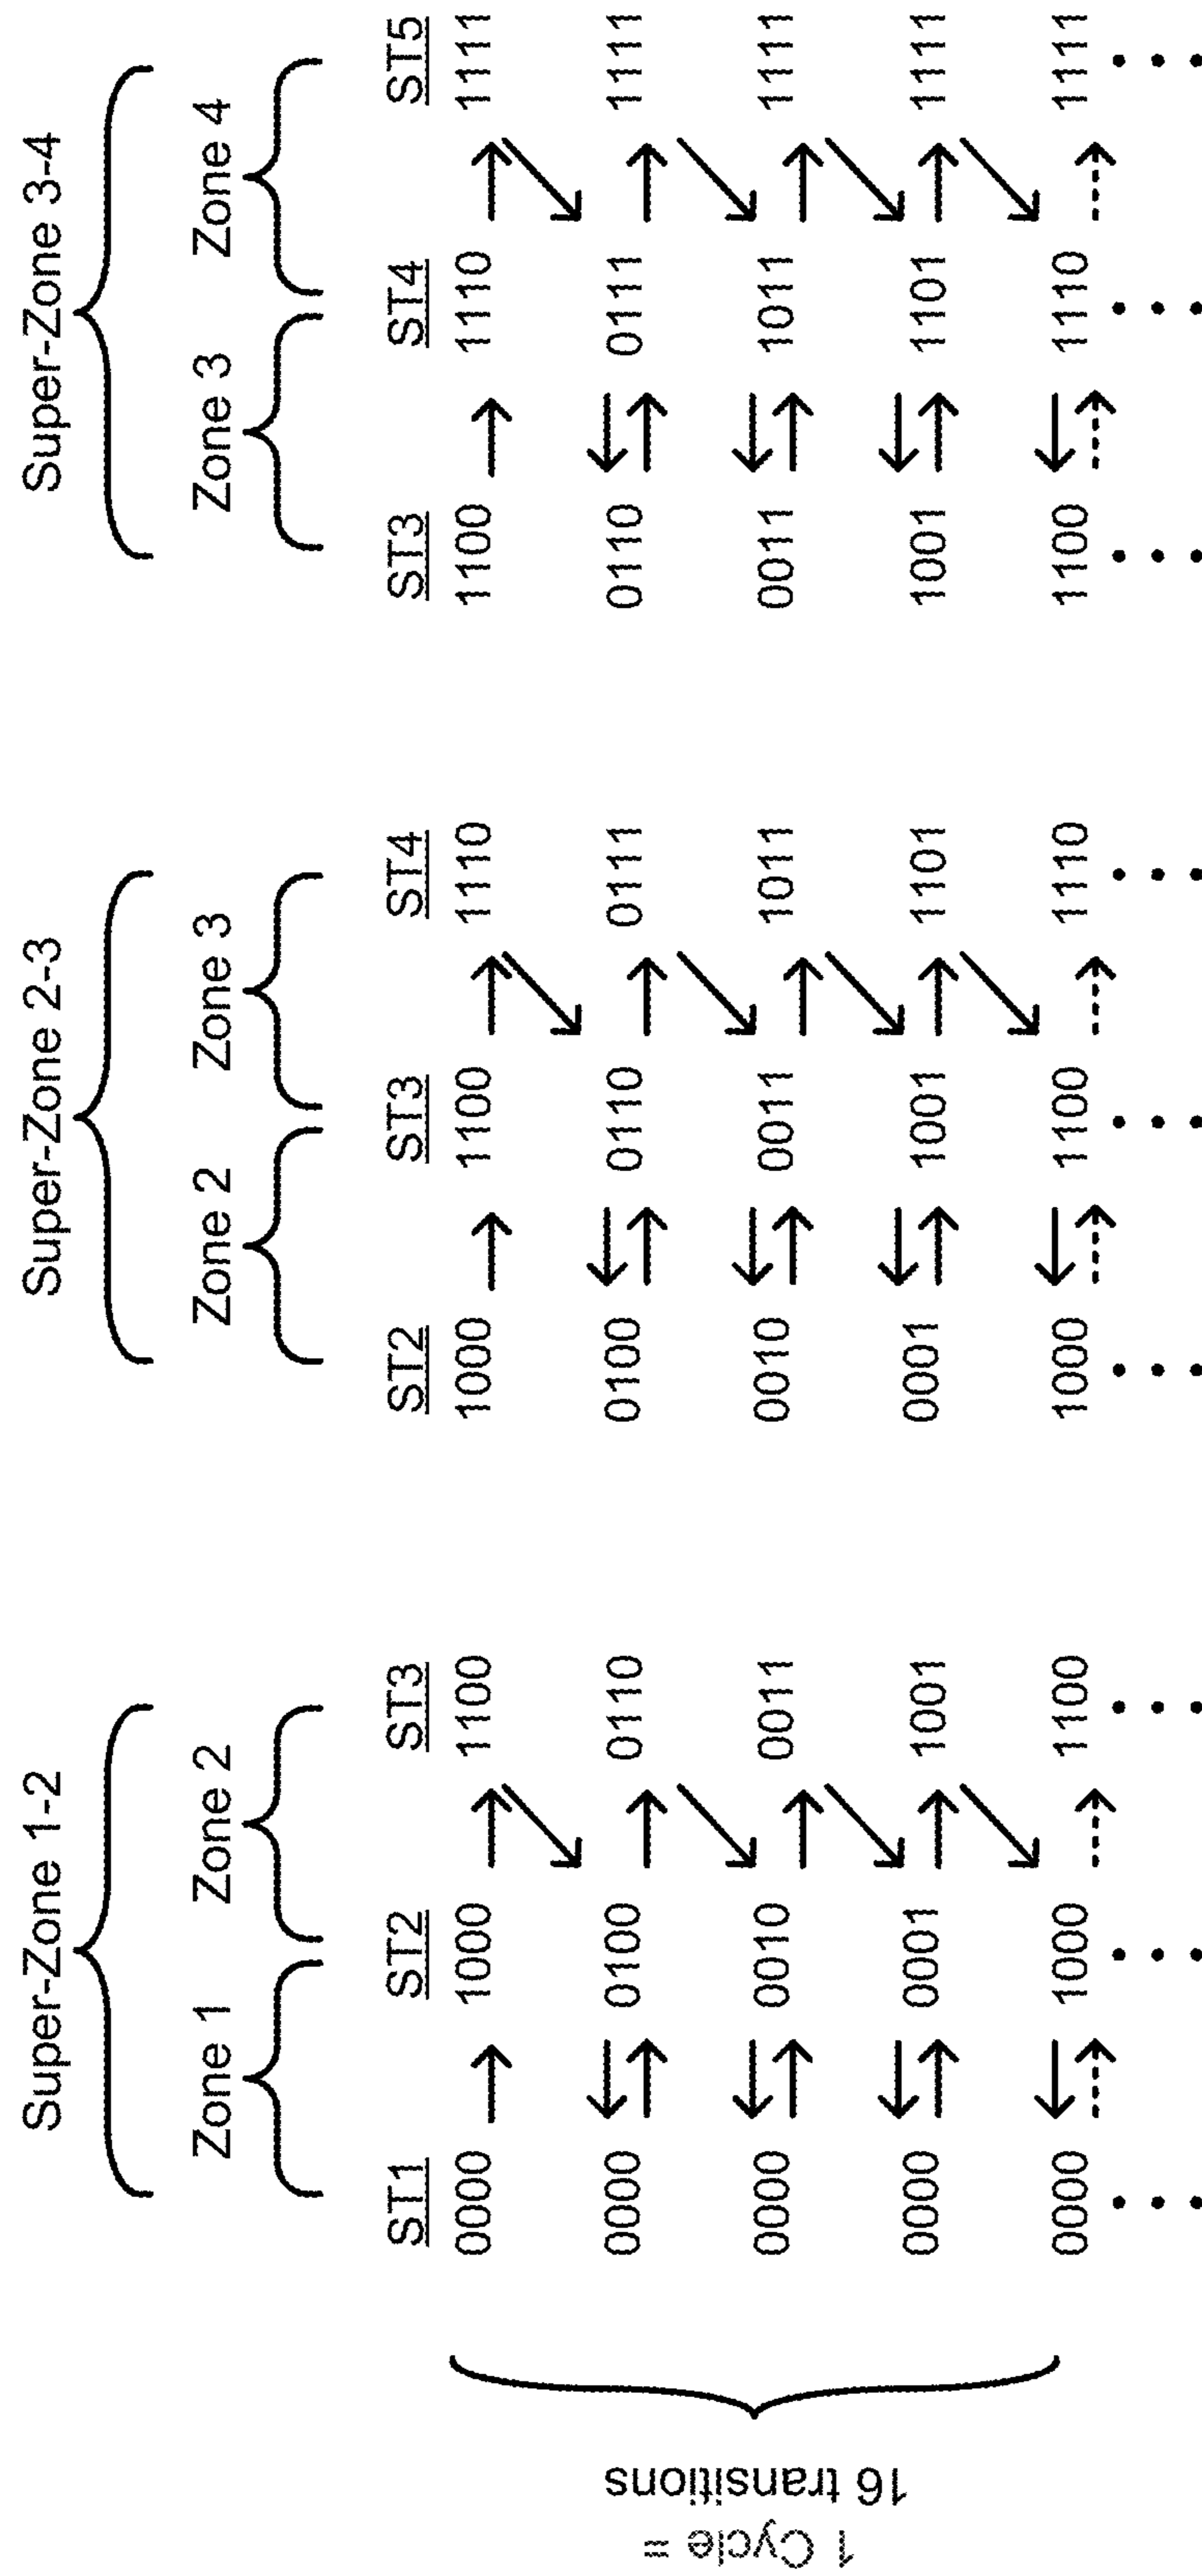 Super-Zone 1-2
Zone 1 Zone 2
ST1 ST2 ST3
0000 1000 1100
0000 0100 0110
0000 0010 0011
0000 0001 1001
0000 1000 1100
Super-Zone 2-3
Zone 2 Zone 3
ST2 ST3 ST4
1000 1100 1110
0100 0110 0111
0010 0011 1011
0001 1001 1101
1000 1100 1110
Super-Zone 3-4
Zone 3 Zone 4
ST3 ST4 ST5
1100 1110 1111
0110 0111 1111
0011 1011 1111
1001 1101 1111
1100 1110 1111
1 Cycle =
16 transitions